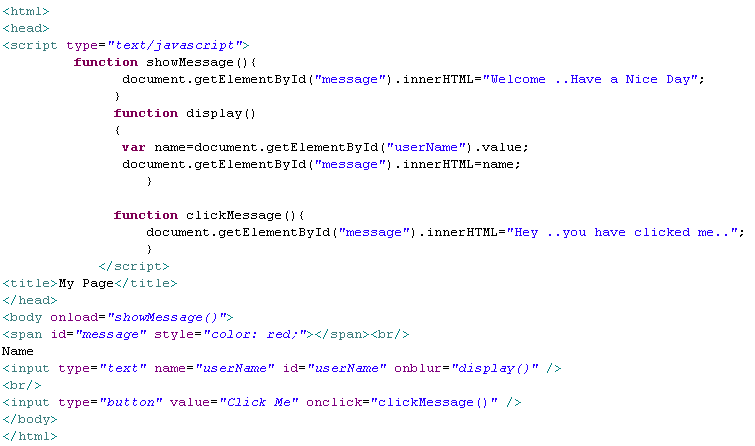 <html>
<head>
<script type="text/javascript">
function showMessage(){
document.getElementById("message").innerHTML="Welcome ..Have a Nice Day";
}
function display()
{
var name=document.getElementById("userName").value;
document.getElementById("message").innerHTML=name;
}
function clickMessage(){
document.getElementById("message").innerHTML="Hey ..you have clicked me..";
}
</script>
<title>My Page</title>
</head>
<body onload="showMessage()">
<span id="message" style="color: red;"></span><br/>
Name
<input type="text" name="userName" id="userName" onblur="display()" />
<br/>
<input type="button" value="Click Me" onclick="clickMessage()" />
</body>
</html>